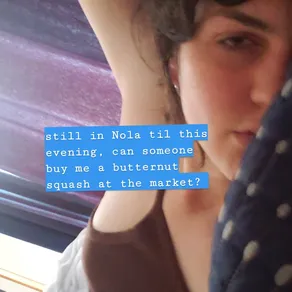 still in Nola til this
evening, can someone
buy me a butternut
squash at the market?